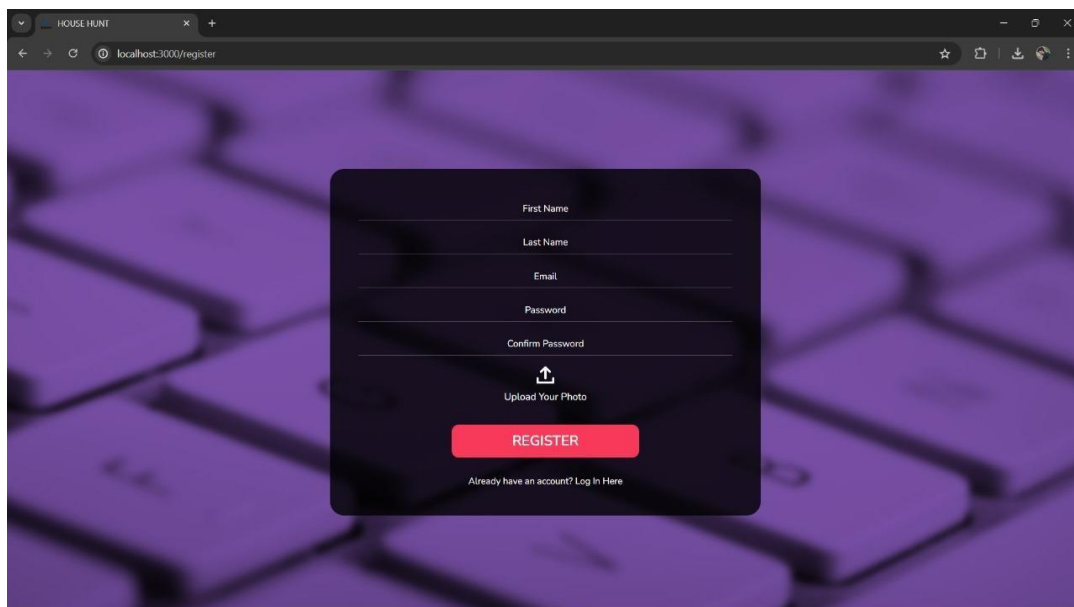 HOUSE HUNT
localhost:3000/register
First Name
Last Name
Email
Password
Confirm Password
Upload Your Photo
REGISTER
Already have an account? Log In Here